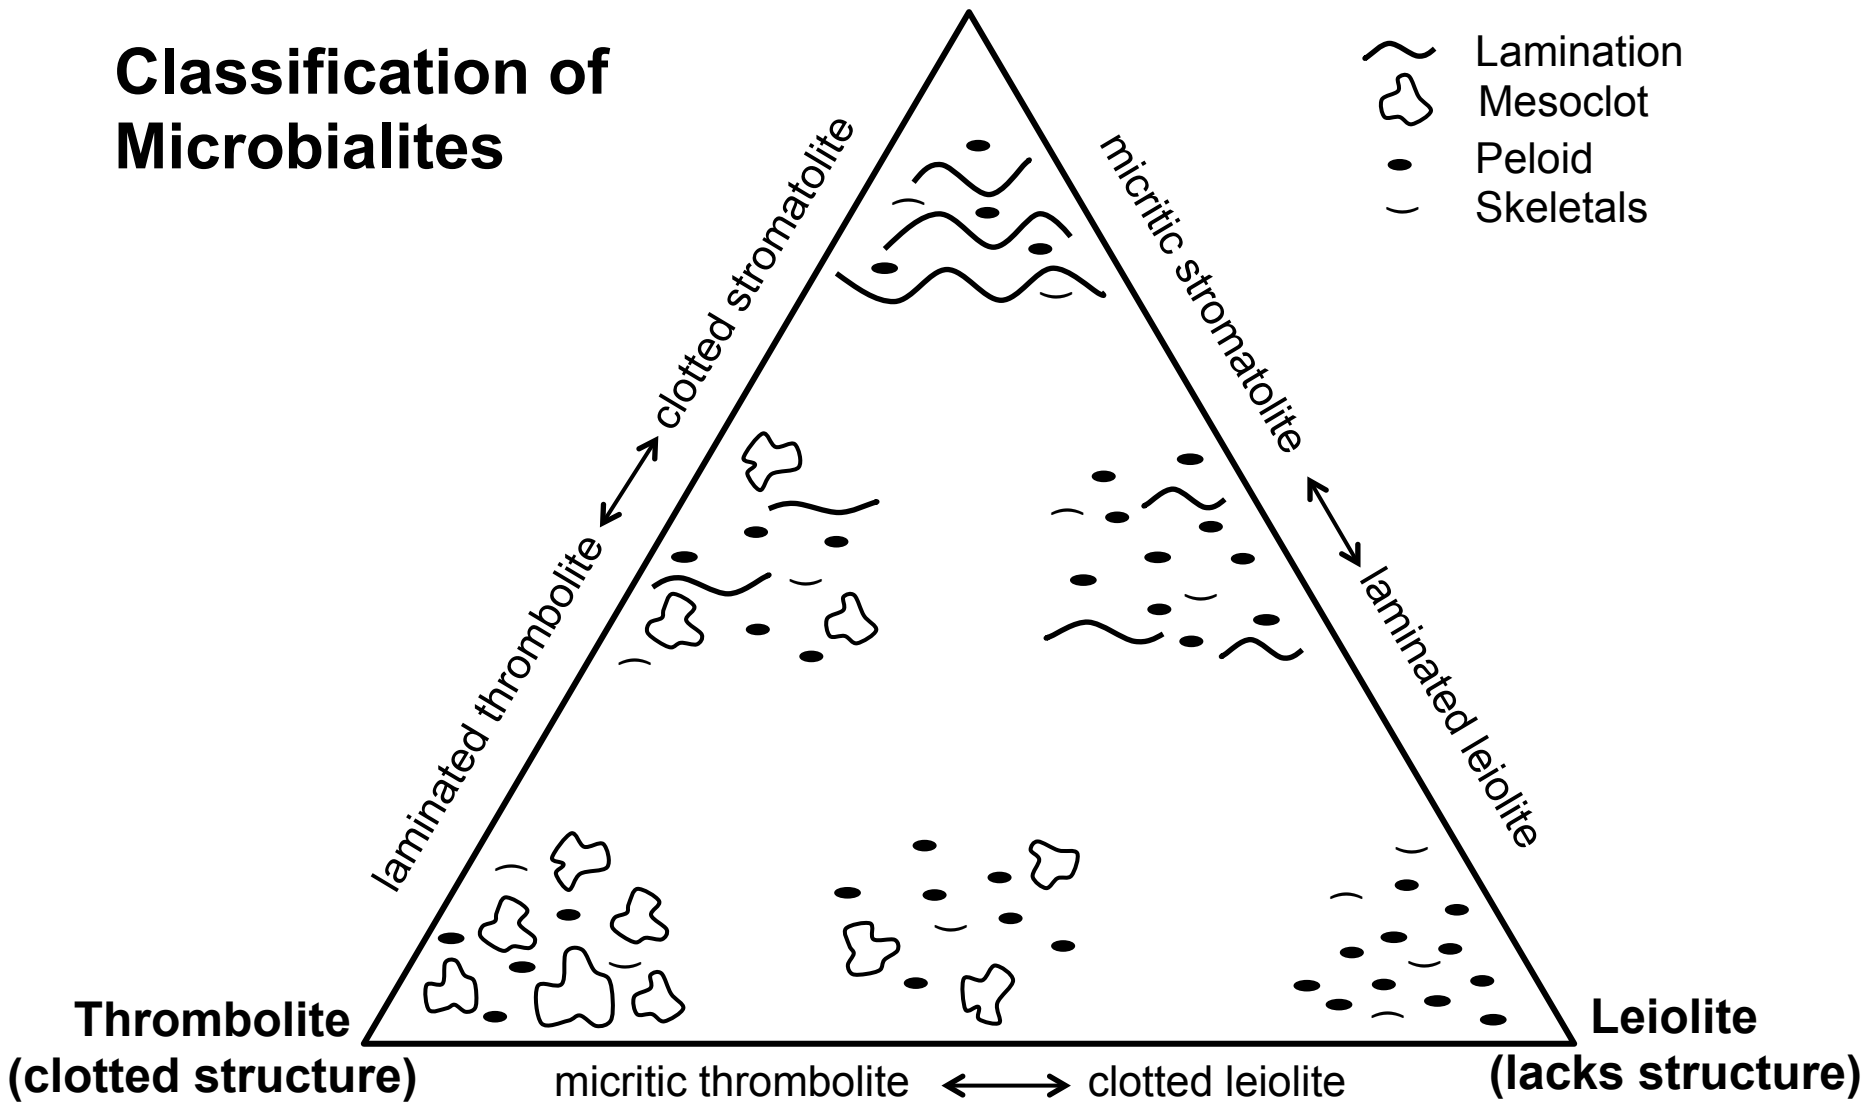 Classification of
Microbialites
Lamination
Mesoclot
Peloid
Skeletals
clotted stromatolite
micritic stromatolite
laminated thrombolite
laminated leiolite
Thrombolite
(clotted structure)
Leiolite
(lacks structure)
micritic thrombolite
clotted leiolite